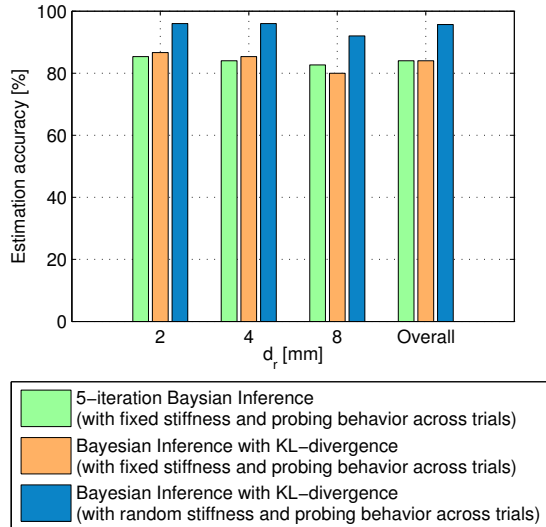 100
80
60
40
20
0
Estimation accuracy [%]
2
4
8
Overall
d_r [mm]
5−iteration Baysian Inference
(with fixed stiffness and probing behavior across trials)
Bayesian Inference with KL−divergence
(with fixed stiffness and probing behavior across trials)
Bayesian Inference with KL−divergence
(with random stiffness and probing behavior across trials)